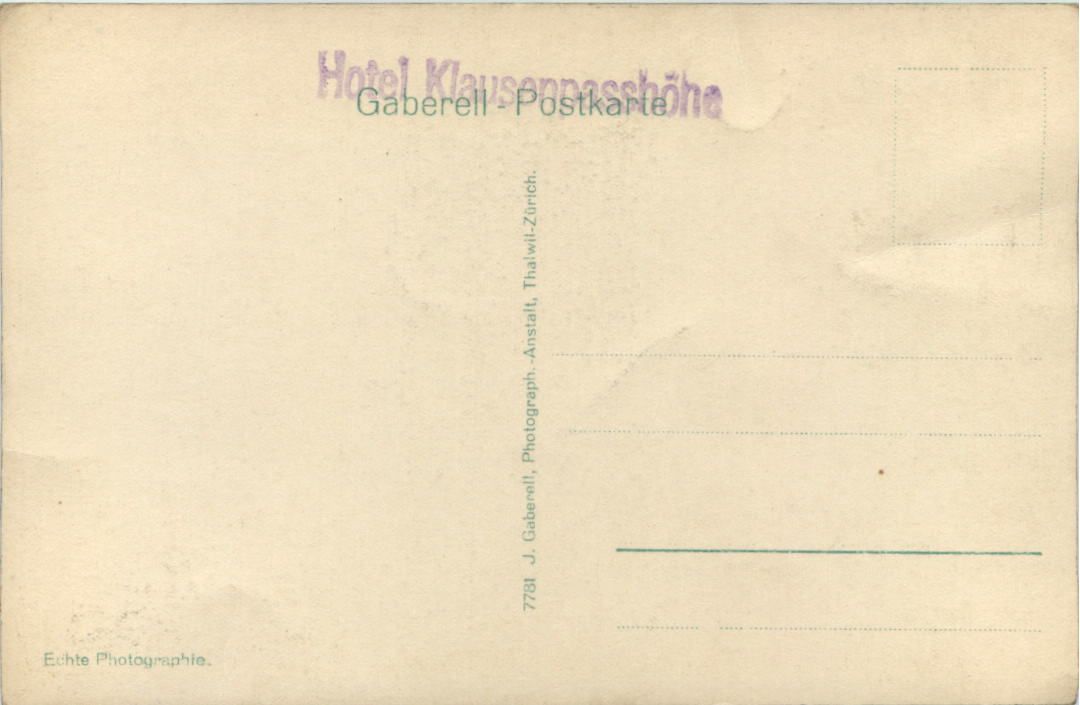 Hotel Klausenpasshöhe
Gaberell - Postkarte
7781 J. Gaberell, Photograph.-Anstalt, Thalwil-Zürich.
Echte Photographie.